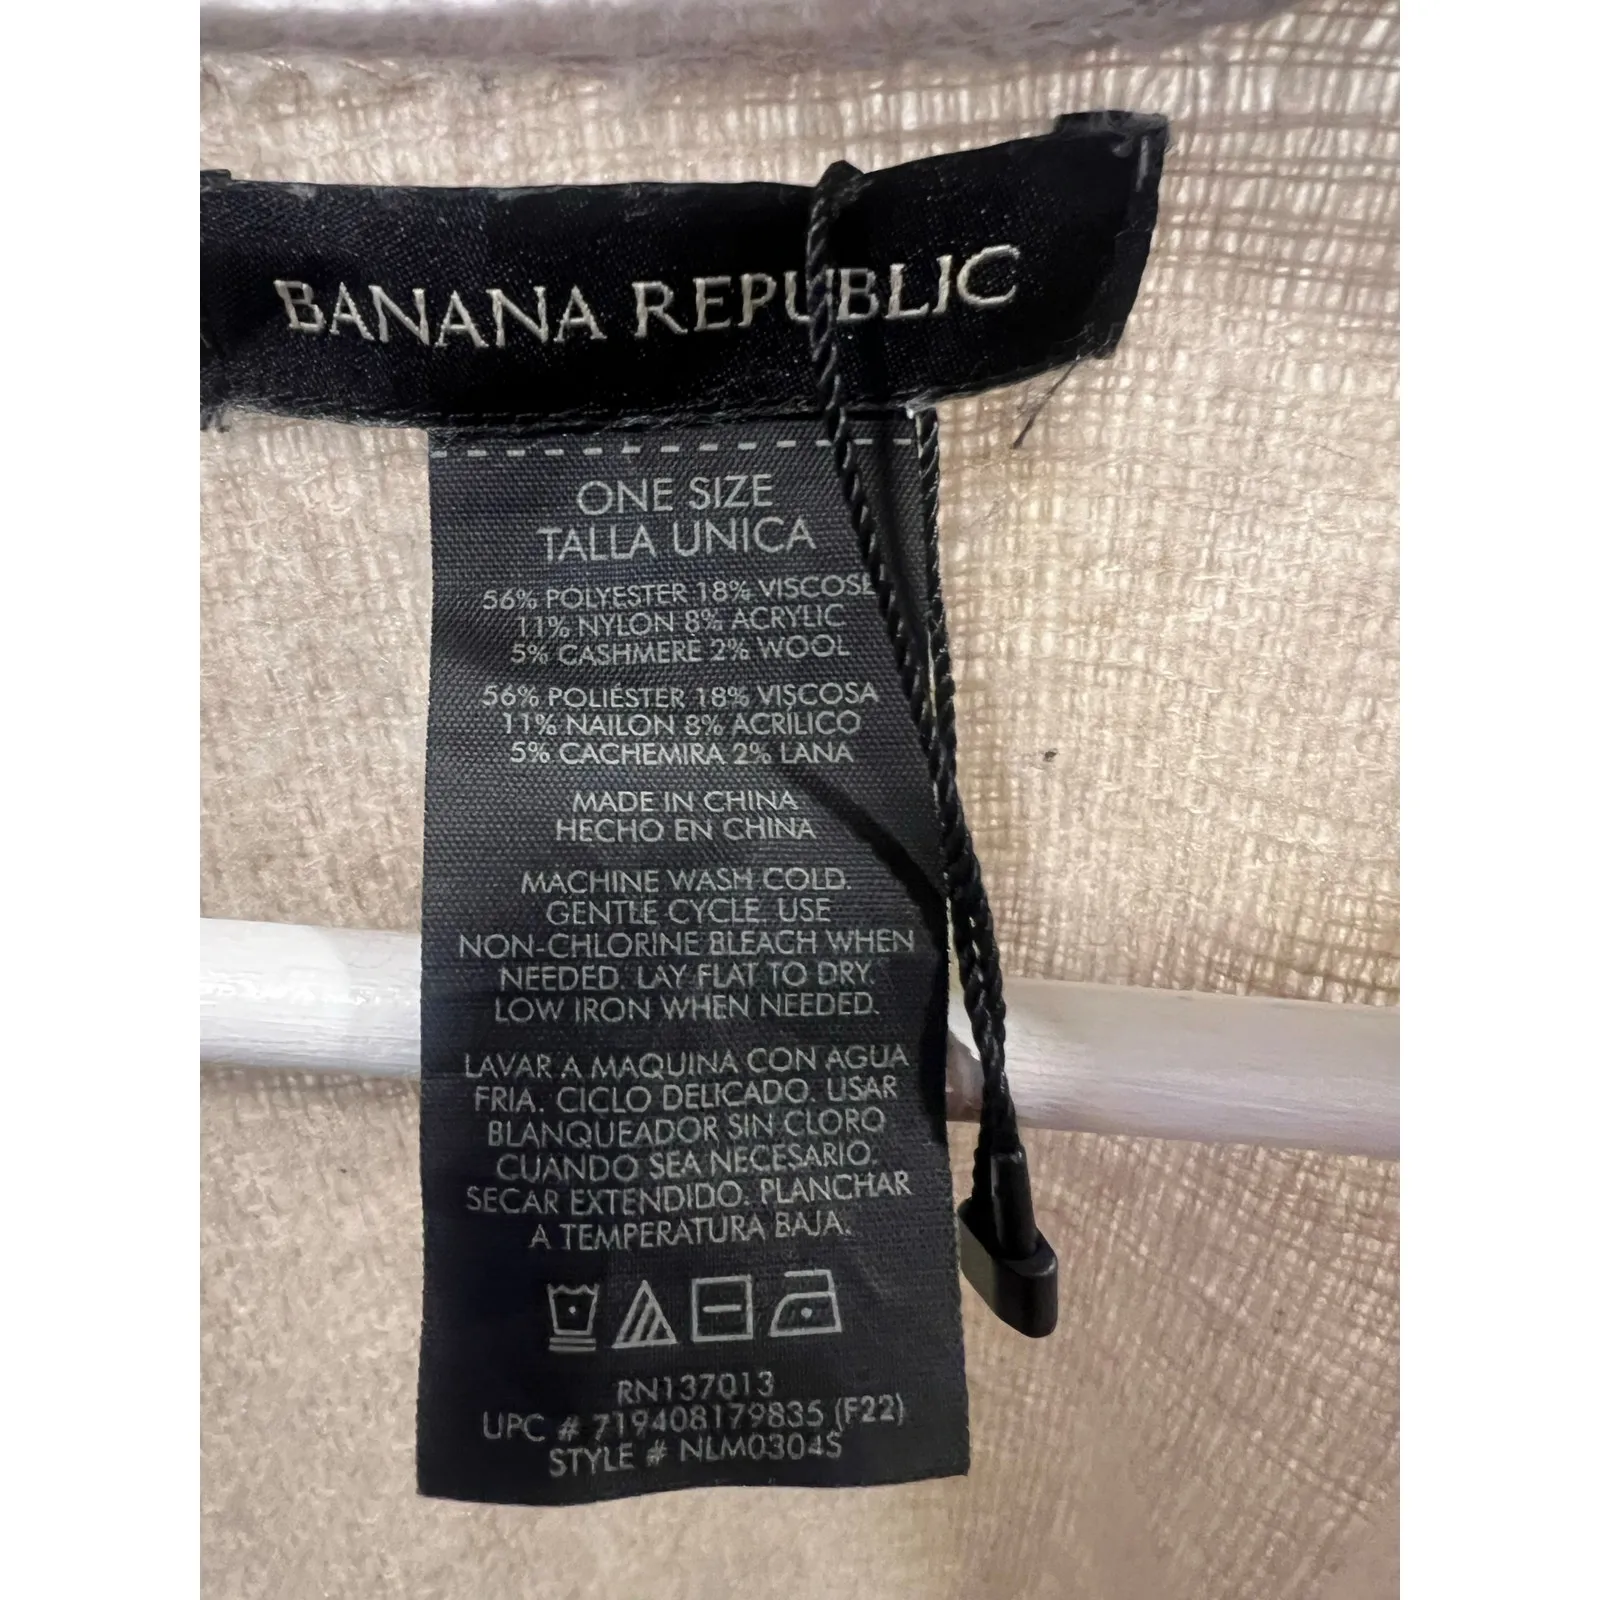 BANANA REPUBLIC
ONE SIZE
TALLA UNICA
56% POLYESTER 18% VISCOSE
11% NYLON 8% ACRYLIC
5% CASHMERE 2% WOOL
56% POLIÉSTER 18% VISCOSA
11% NAILON 8% ACRÍLICO
5% CACHEMIRA 2% LANA
MADE IN CHINA
HECHO EN CHINA
MACHINE WASH COLD.
GENTLE CYCLE. USE
NON-CHLORINE BLEACH WHEN
NEEDED. LAY FLAT TO DRY.
LOW IRON WHEN NEEDED.
LAVAR A MAQUINA CON AGUA
FRIA. CICLO DELICADO. USAR
BLANQUEADOR SIN CLORO
CUANDO SEA NECESARIO.
SECAR EXTENDIDO. PLANCHAR
A TEMPERATURA BAJA.
RN137013
UPC # 719408179835 (F22)
STYLE # NLM0304S